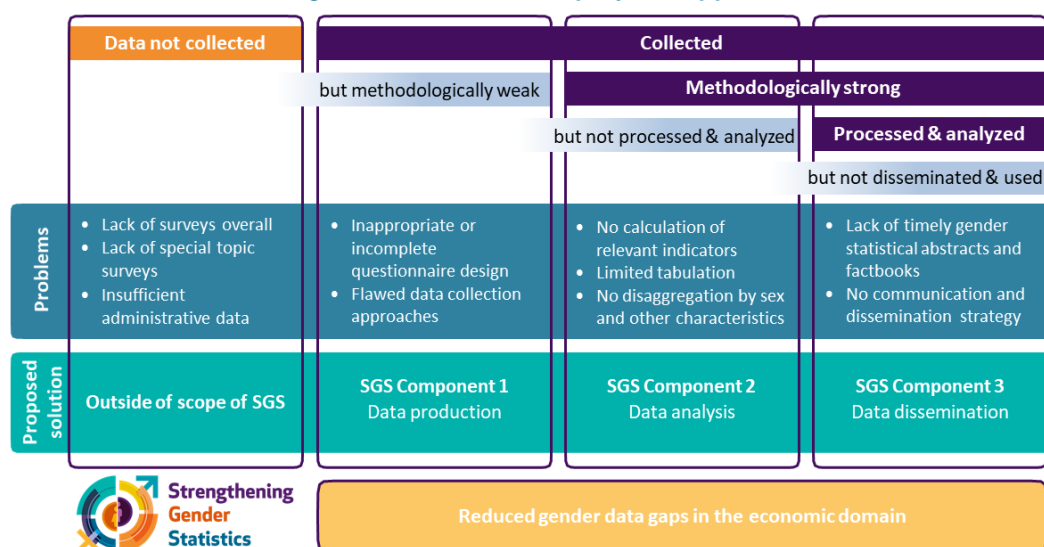 Data not collected
Collected
but methodologically weak
Methodologically strong
but not processed & analyzed
Processed & analyzed
but not disseminated & used
Problems
• Lack of surveys overall
• Lack of special topic
surveys
• Insufficient
administrative data
• Inappropriate or
incomplete
questionnaire design
• Flawed data collection
approaches
• No calculation of
relevant indicators
• Limited tabulation
• No disaggregation by sex
and other characteristics
• Lack of timely gender
statistical abstracts and
factbooks
• No communication and
dissemination strategy
Proposed
solution
Outside of scope of SGS
SGS Component 1
Data production
SGS Component 2
Data analysis
SGS Component 3
Data dissemination
Strengthening
Gender
Statistics
Reduced gender data gaps in the economic domain